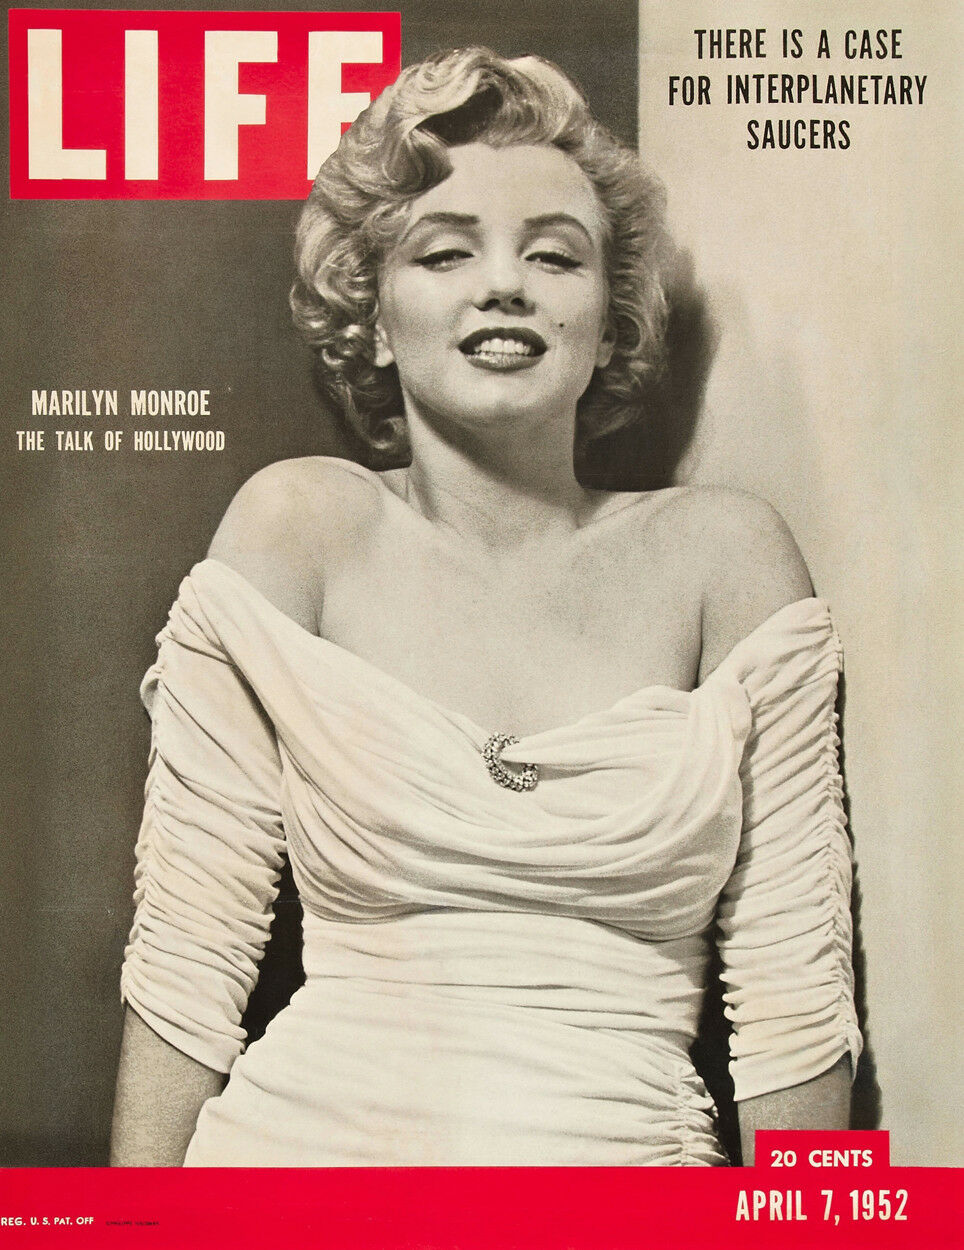 LIFE
THERE IS A CASE
FOR INTERPLANETARY
SAUCERS
MARILYN MONROE
THE TALK OF HOLLYWOOD
20 CENTS
APRIL 7, 1952
REG. U. S. PAT. OFF